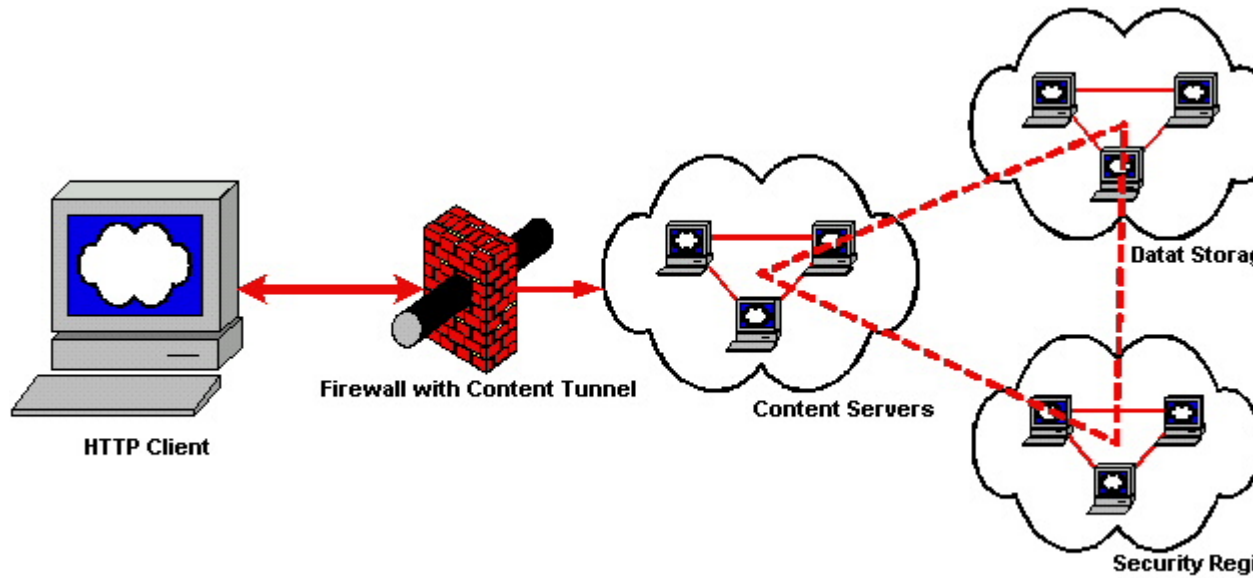 HTTP Client
Firewall with Content Tunnel
Content Servers
Datat Storag
Security Regi